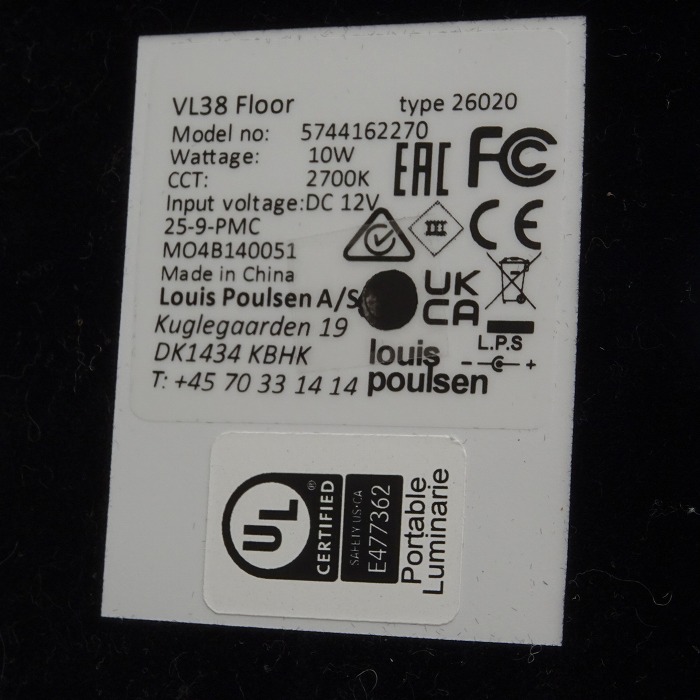 VL38 Floor type 26020
Model no: 5744162270
Wattage: 10W
CCT: 2700K
Input voltage:DC 12V
25-9-PMC
MO4B140051
Made in China
Louis Poulsen A/S
Kuglegaarden 19
DK1434 KBHK
T: +45 70 33 14 14
EAC FC
III CE
UK
CA
L.P.S
louis
poulsen
UL ®
CERTIFIED
SAFETY US·CA
E477362
Portable
Luminarie